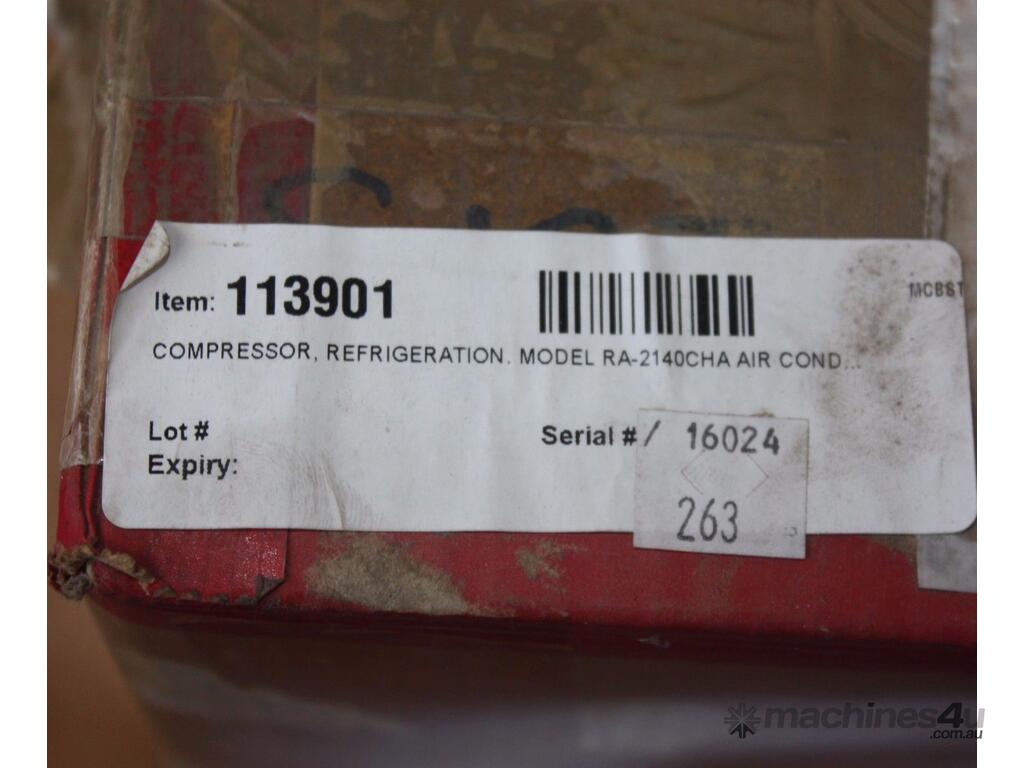 Item: 113901
MCBST
COMPRESSOR, REFRIGERATION. MODEL RA-2140CHA AIR COND...
Lot #
Serial # / 16024
Expiry:
263
machines4u
.com.au